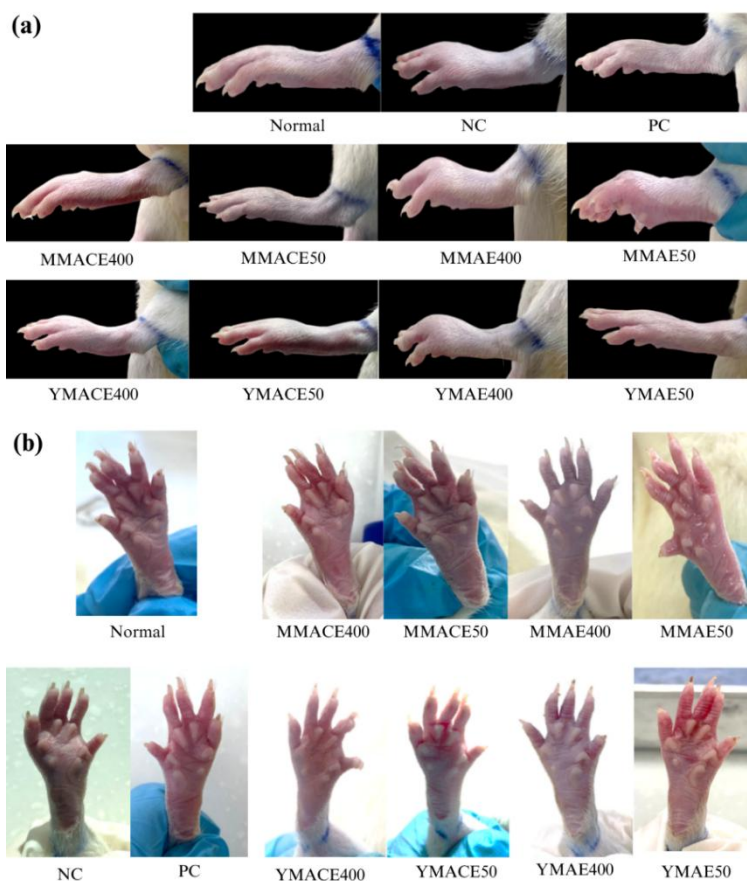 (a)
Normal NC PC
MMACE400 MMACE50 MMAE400 MMAE50
YMACE400 YMACE50 YMAE400 YMAE50
(b)
Normal MMACE400 MMACE50 MMAE400 MMAE50
NC PC YMACE400 YMACE50 YMAE400 YMAE50